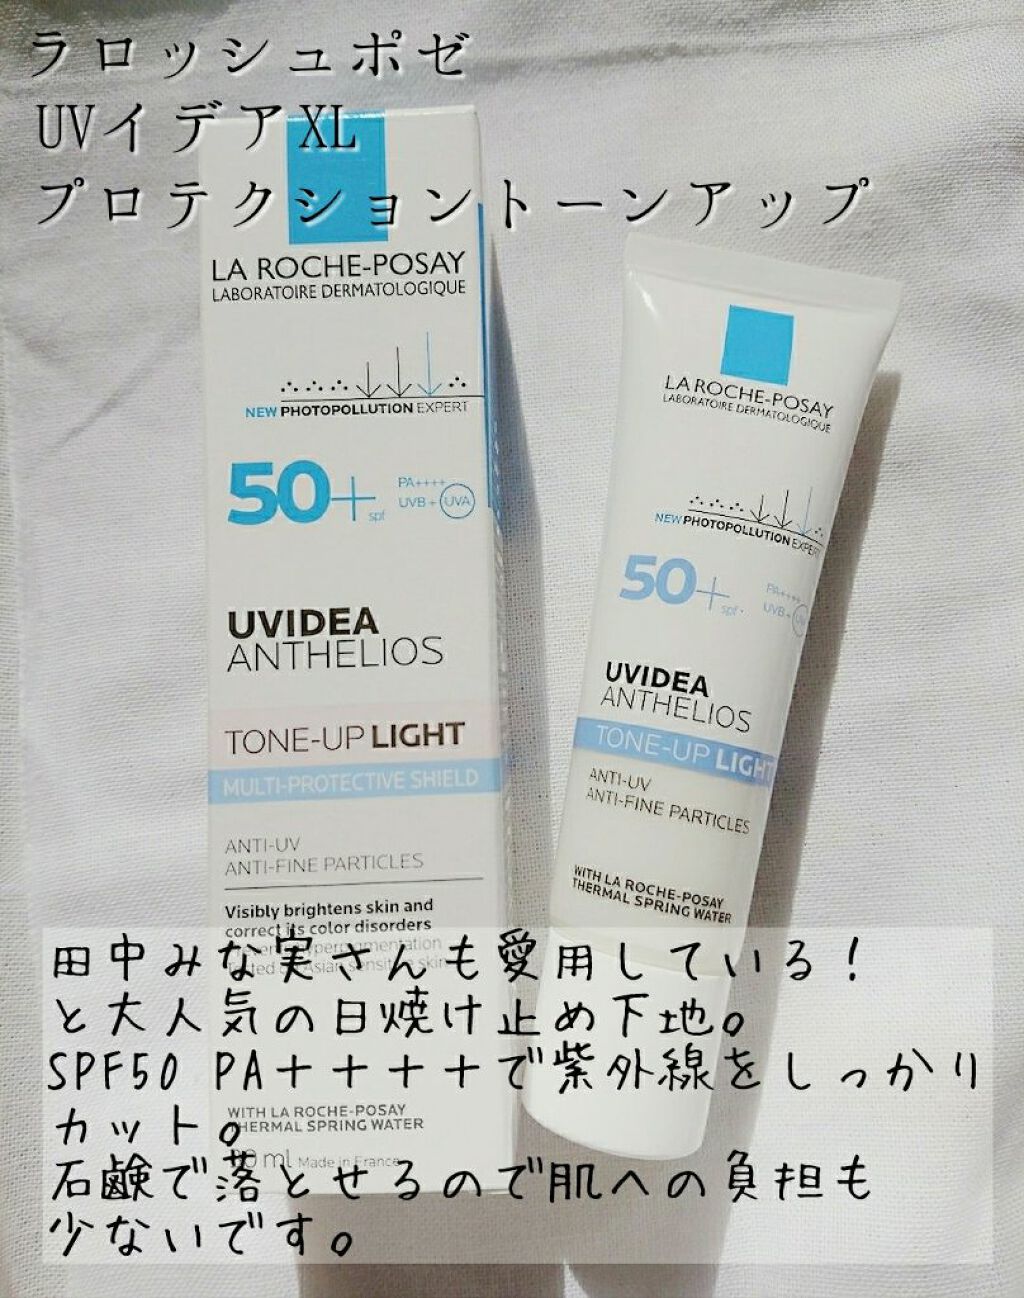 ラロッシュポゼ
UVイデアXL
プロテクショントーンアップ
LA ROCHE-POSAY
LABORATOIRE DERMATOLOGIQUE
NEW PHOTOPOLLUTION EXPERT
50+ spf
PA++++
UVB + UVA
UVIDEA
ANTHELIOS
TONE-UP LIGHT
MULTI-PROTECTIVE SHIELD
ANTI-UV
ANTI-FINE PARTICLES
Visibly brightens skin and
correct its color disorders
WITH LA ROCHE-POSAY
THERMAL SPRING WATER
ml Made in France
LA ROCHE-POSAY
LABORATOIRE DERMATOLOGIQUE
NEW PHOTOPOLLUTION EXPERT
50+ spf
PA++++
UVB +
UVIDEA
ANTHELIOS
TONE-UP LIGHT
ANTI-UV
ANTI-FINE PARTICLES
WITH LA ROCHE-POSAY
THERMAL SPRING WATER
田中みな実さんも愛用している!
と大人気の日焼け止め下地。
SPF50 PA++++で紫外線をしっかり
カット。
石鹸で落とせるので肌への負担も
少ないです。